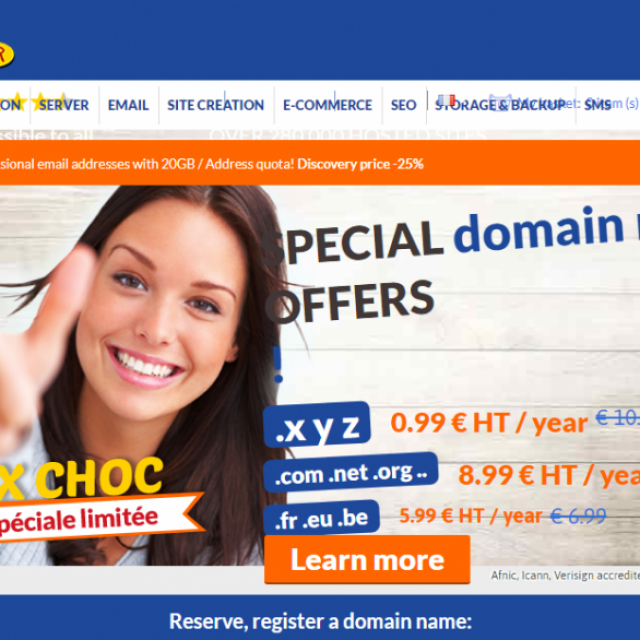 R
ON SERVER EMAIL SITE CREATION E-COMMERCE SEO STORAGE & BACKUP SMS
OVER 280 000 HOSTED SITES
ssible to all
sional email addresses with 20GB / Address quota! Discovery price -25%
SPECIAL domain
OFFERS
!
.x y z 0.99 € HT / year € 10.
.com .net .org .. 8.99 € HT / yea
.fr .eu .be 5.99 € HT / year € 6.99
X CHOC
péciale limitée
Learn more
Afnic, Icann, Verisign accredite
Reserve, register a domain name: